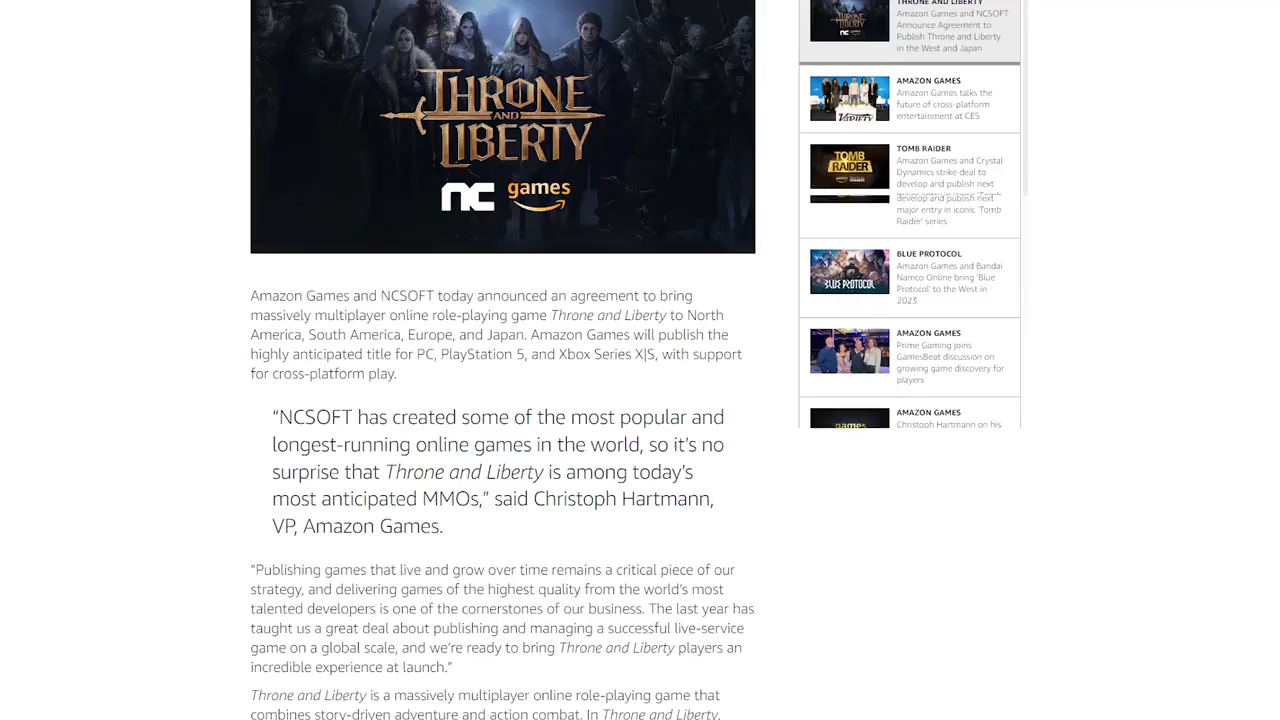 THRONE
AND
LIBERTY
nc games
Amazon Games and NCSOFT today announced an agreement to bring
massively multiplayer online role-playing game Throne and Liberty to North
America, South America, Europe, and Japan. Amazon Games will publish the
highly anticipated title for PC, PlayStation 5, and Xbox Series X|S, with support
for cross-platform play.
“NCSOFT has created some of the most popular and
longest-running online games in the world, so it’s no
surprise that Throne and Liberty is among today’s
most anticipated MMOs,” said Christoph Hartmann,
VP, Amazon Games.
“Publishing games that live and grow over time remains a critical piece of our
strategy, and delivering games of the highest quality from the world’s most
talented developers is one of the cornerstones of our business. The last year has
taught us a great deal about publishing and managing a successful live-service
game on a global scale, and we’re ready to bring Throne and Liberty players an
incredible experience at launch.”
Throne and Liberty is a massively multiplayer online role-playing game that
combines story-driven adventure and action combat. In Throne and Liberty,
THRONE AND LIBERTY
Amazon Games and NCSOFT
Announce Agreement to
Publish Throne and Liberty
in the West and Japan
THRONE
LIBERTY
nc
AMAZON GAMES
Amazon Games talks the
future of cross-platform
entertainment at CES
VARIETY
TOMB RAIDER
Amazon Games and Crystal
Dynamics strike deal to
develop and publish next
major entry in iconic ‘Tomb
develop and publish next
major entry in iconic ‘Tomb
Raider’ series
TOMB
RAIDER
BLUE PROTOCOL
Amazon Games and Bandai
Namco Online bring ‘Blue
Protocol’ to the West in
2023
BLUE PROTOCOL
AMAZON GAMES
Prime Gaming joins
GamesBeat discussion on
growing game discovery for
players
AMAZON GAMES
Christoph Hartmann on his
games